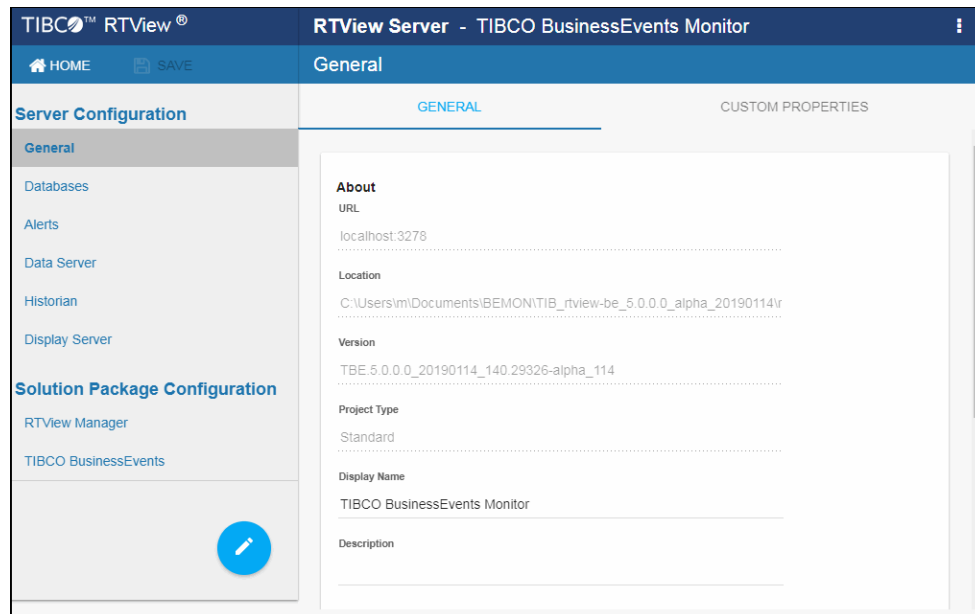 TIBCO™ RTView ®
RTView Server - TIBCO BusinessEvents Monitor
HOME
SAVE
General
Server Configuration
General
Databases
Alerts
Data Server
Historian
Display Server
Solution Package Configuration
RTView Manager
TIBCO BusinessEvents
GENERAL
CUSTOM PROPERTIES
About
URL
localhost:3278
Location
C:\Users\m\Documents\BEMON\TIB_rtview-be_5.0.0.0_alpha_20190114\r
Version
TBE.5.0.0.0_20190114_140.29326-alpha_114
Project Type
Standard
Display Name
TIBCO BusinessEvents Monitor
Description